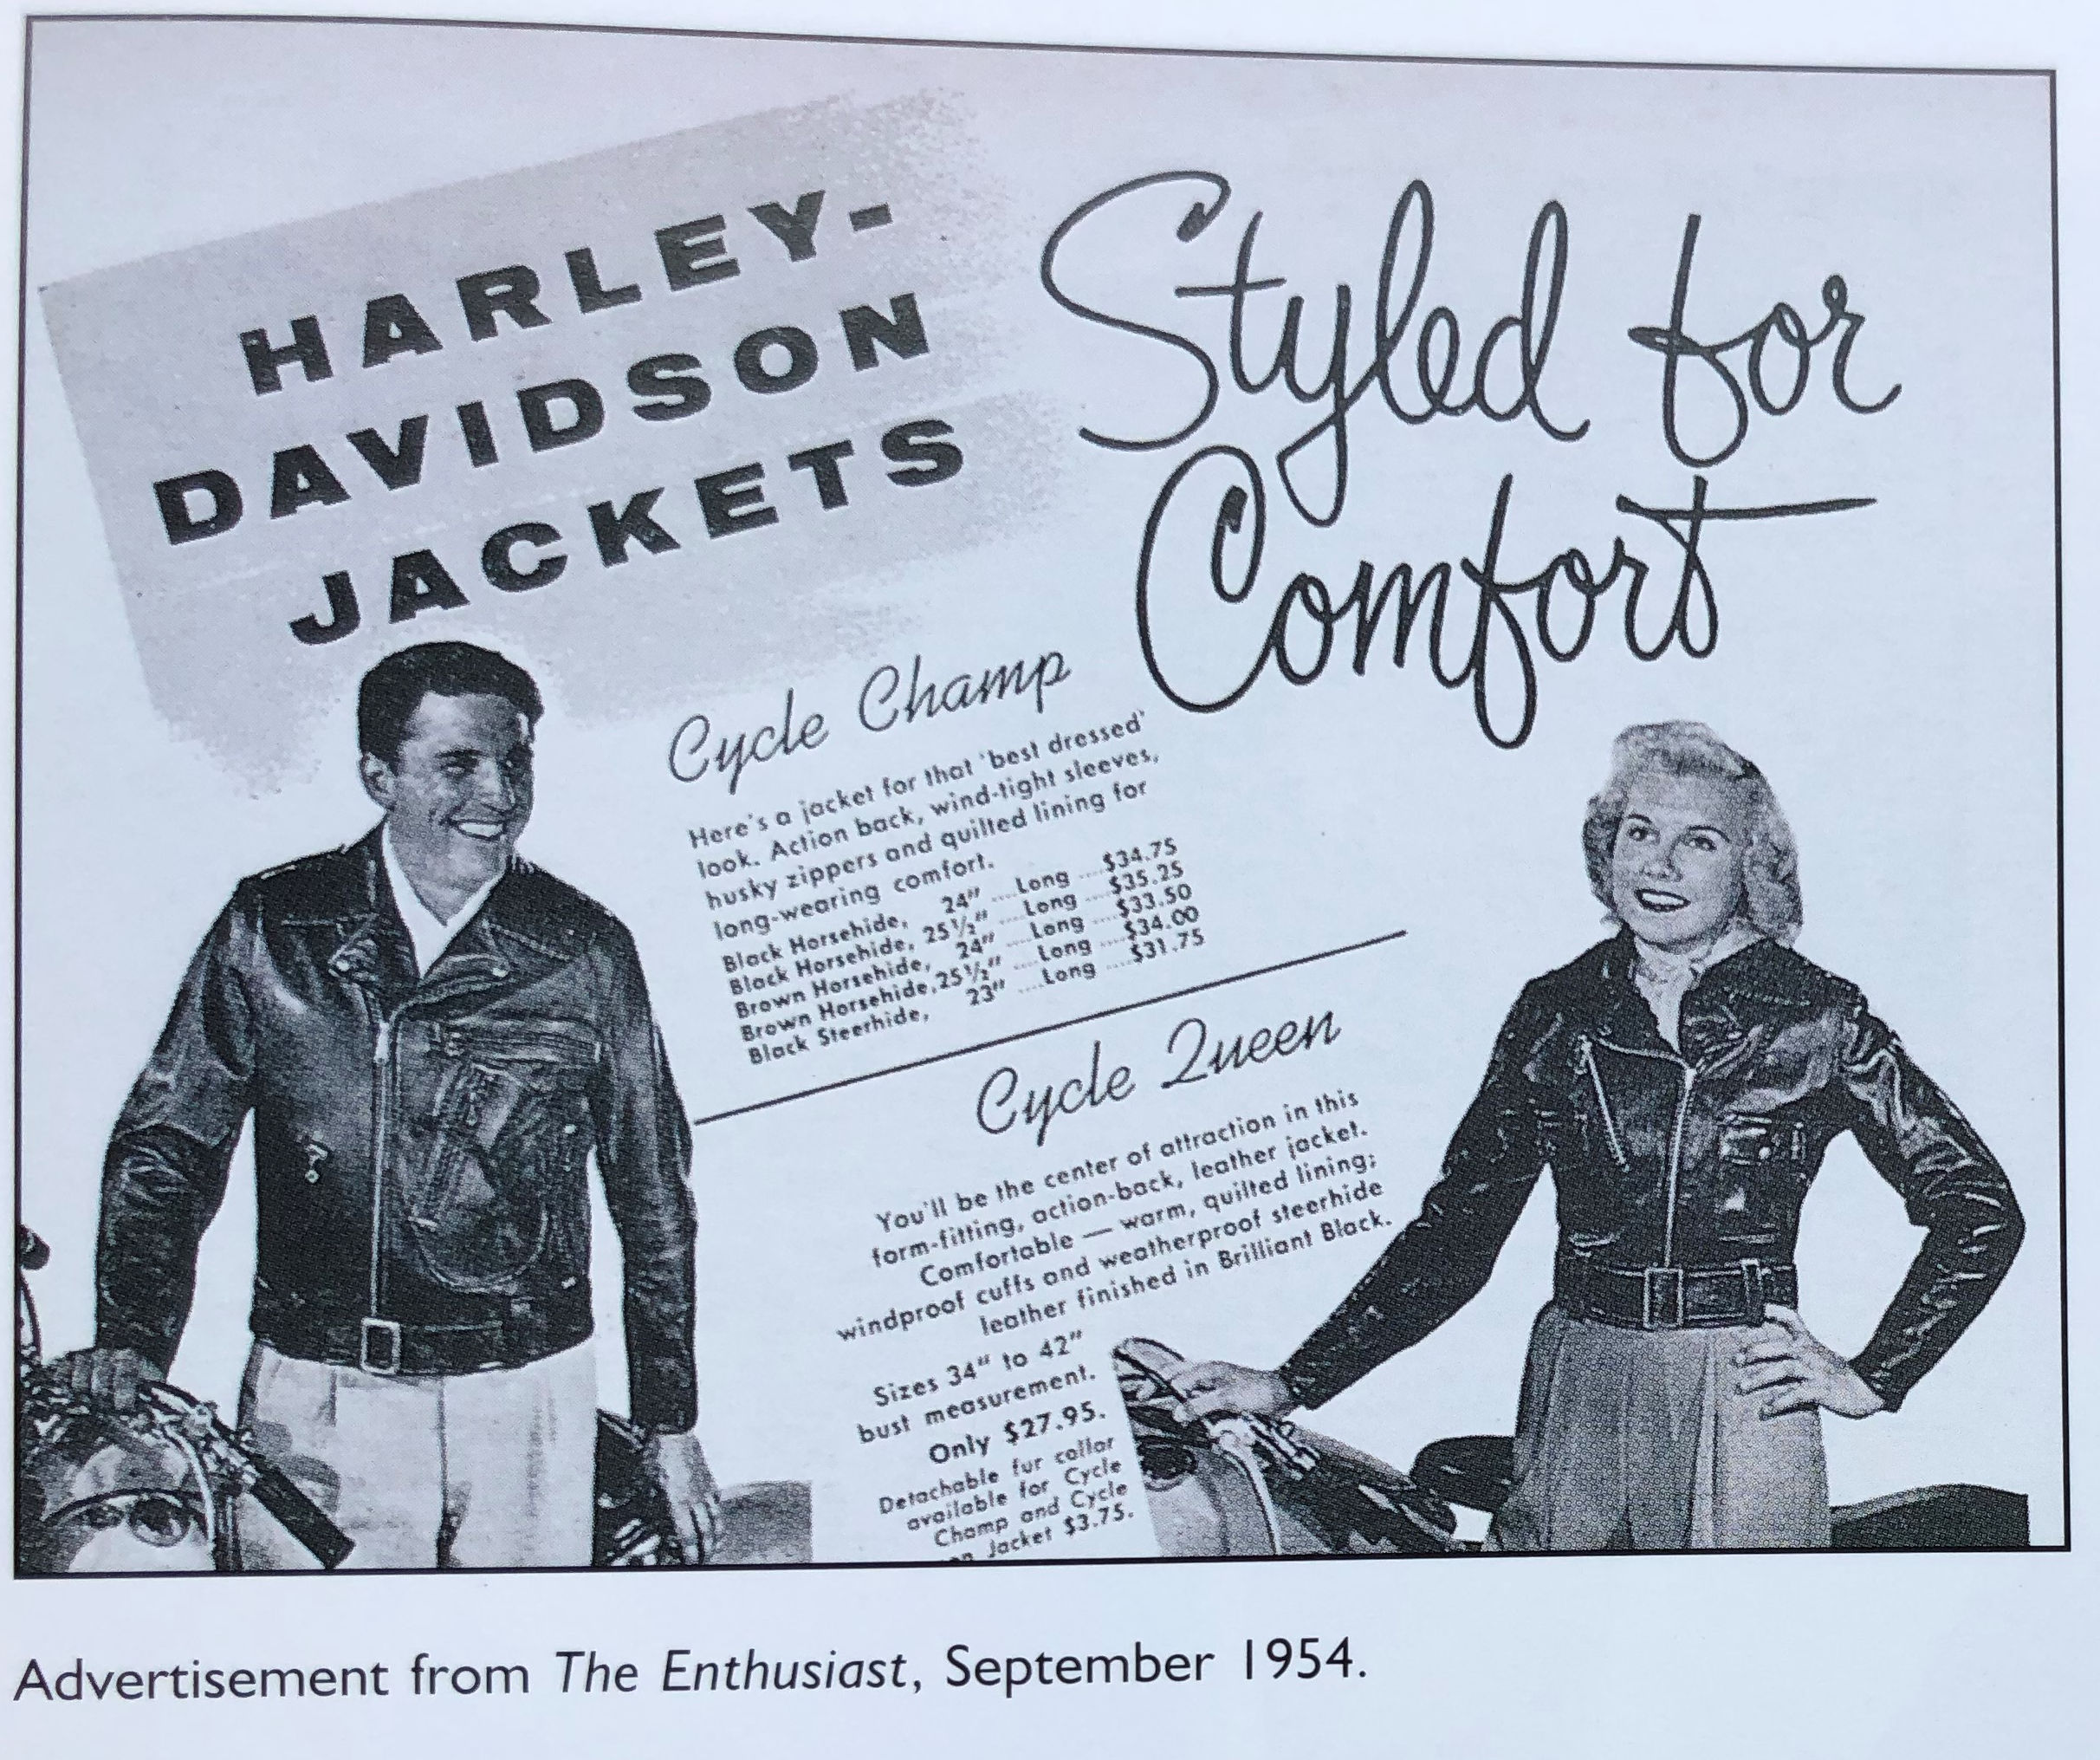 HARLEY-
DAVIDSON
JACKETS
Styled for
Comfort
Cycle Champ
Here's a jacket for that 'best dressed'
look. Action back, wind-tight sleeves,
husky zippers and quilted lining for
long-wearing comfort.
Black Horsehide, 24" ....Long ....$34.75
Black Horsehide, 25½" ....Long ....$35.25
Brown Horsehide, 24" ....Long ....$33.50
Brown Horsehide, 25½" ....Long ....$34.00
Black Steerhide, 23" ....Long ....$31.75
Cycle Queen
You'll be the center of attraction in this
form-fitting, action-back, leather jacket.
Comfortable — warm, quilted lining;
windproof cuffs and weatherproof steerhide
leather finished in Brilliant Black.
Sizes 34" to 42"
bust measurement.
Only $27.95.
Detachable fur collar
available for Cycle
Champ and Cycle
Jacket $3.75.
Advertisement from The Enthusiast, September 1954.